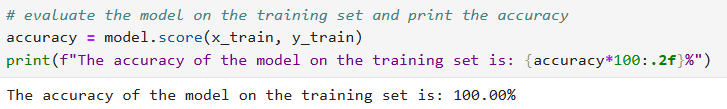 # evaluate the model on the training set and print the accuracy
accuracy = model.score(x_train, y_train)
print(f"The accuracy of the model on the training set is: {accuracy*100:.2f}%")
The accuracy of the model on the training set is: 100.00%